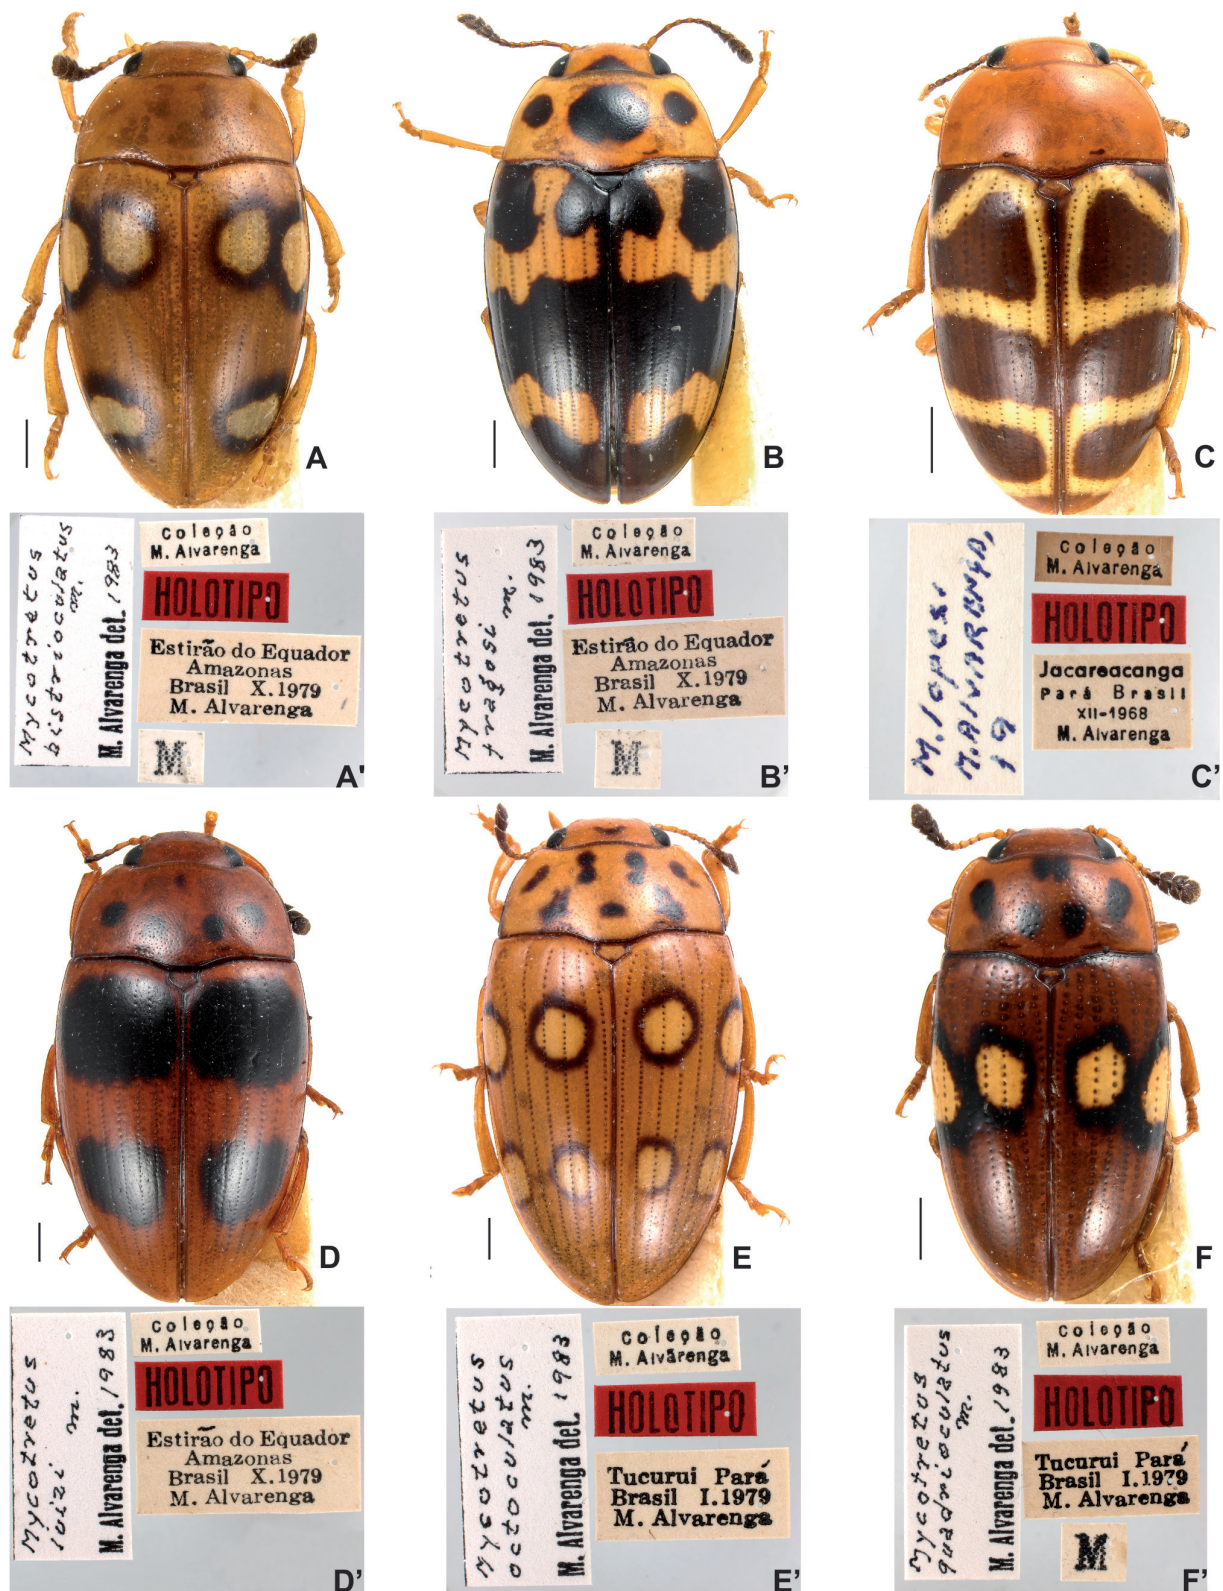 A
B
C
Mycotretus
pistriocolatus
m.
M. Alvarenga det. 1983
Coleção
M. Alvarenga
HOLOTIPO
Estirão do Equador
Amazonas
Brasil X.1979
M. Alvarenga
M
A'
Mycotretus
fragosi
m.
M. Alvarenga det. 1983
Coleção
M. Alvarenga
HOLOTIPO
Estirão do Equador
Amazonas
Brasil X.1979
M. Alvarenga
M
B’
M. lopesi
M. AlVARENgA,
19
Coleção
M. Alvarenga
HOLOTIPO
Jacareacanga
Pará Brasil
XII-1968
M. Alvarenga
C’
D
E
F
Mycotretus
m.
M. Alvarenga det. 1983
Coleção
M. Alvarenga
HOLOTIPO
Estirão do Equador
Amazonas
Brasil X.1979
M. Alvarenga
D’
Mycotretus
octooculatus
m.
M. Alvarenga det. 1983
Coleção
M. Alvarenga
HOLOTIPO
Tucurui Pará
Brasil I.1979
M. Alvarenga
E’
Mycotretus
quadrioculatus
m.
M. Alvarenga det. 1983
Coleção
M. Alvarenga
HOLOTIPO
Tucurui Pará
Brasil I.1979
M. Alvarenga
M
F’